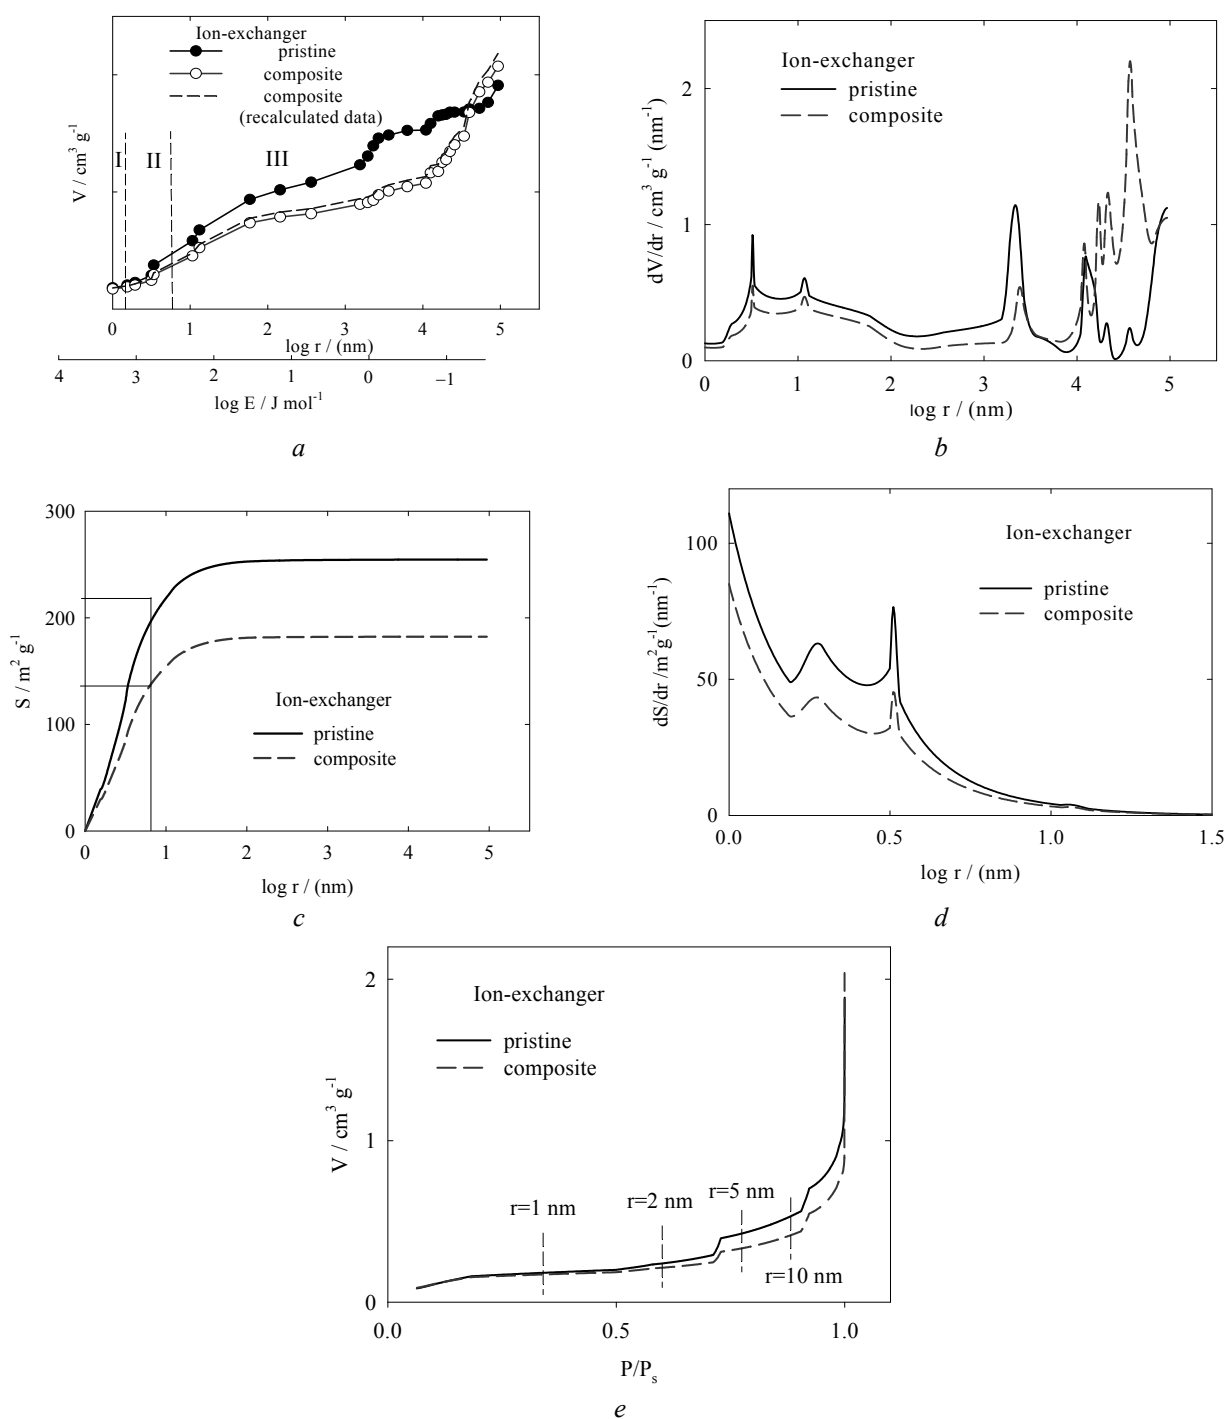 Ion-exchanger
pristine
composite
composite
(recalculated data)
I II III
V / cm³ g⁻¹
0 1 2 3 4 5
log r / (nm)
4 3 2 1 0 −1
log E / J mol⁻¹
a
Ion-exchanger
pristine
composite
dV/dr / cm³ g⁻¹ (nm⁻¹)
2
1
0
0 1 2 3 4 5
log r / (nm)
b
300
200
100
0
S / m² g⁻¹
Ion-exchanger
pristine
composite
0 1 2 3 4 5
log r / (nm)
c
100
50
0
dS/dr /m² g⁻¹(nm⁻¹)
Ion-exchanger
pristine
composite
0.0 0.5 1.0 1.5
log r / (nm)
d
2
1
0
V / cm³ g⁻¹
Ion-exchanger
pristine
composite
r=1 nm
r=2 nm
r=5 nm
r=10 nm
0.0 0.5 1.0
P/Pₛ
e